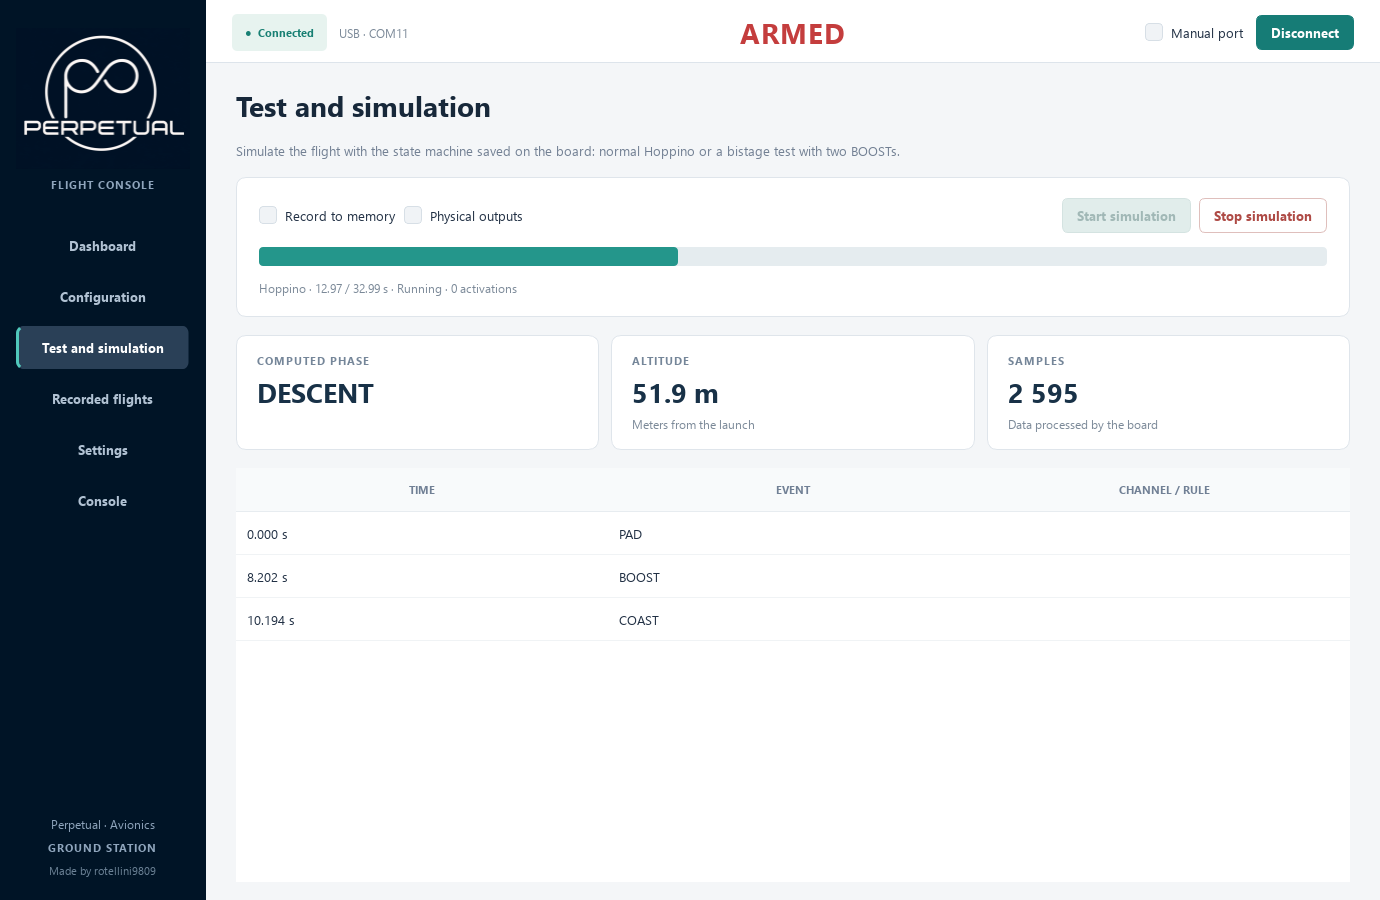 PERPETUAL
FLIGHT CONSOLE
Dashboard
Configuration
Test and simulation
Recorded flights
Settings
Console
Perpetual · Avionics
GROUND STATION
Made by rotellini9809
● Connected
USB · COM11
ARMED
Manual port
Disconnect
Test and simulation
Simulate the flight with the state machine saved on the board: normal Hoppino or a bistage test with two BOOSTs.
Record to memory
Physical outputs
Start simulation
Stop simulation
Hoppino · 12.97 / 32.99 s · Running · 0 activations
COMPUTED PHASE
DESCENT
ALTITUDE
51.9 m
Meters from the launch
SAMPLES
2 595
Data processed by the board
TIME EVENT CHANNEL / RULE
0.000 s PAD
8.202 s BOOST
10.194 s COAST